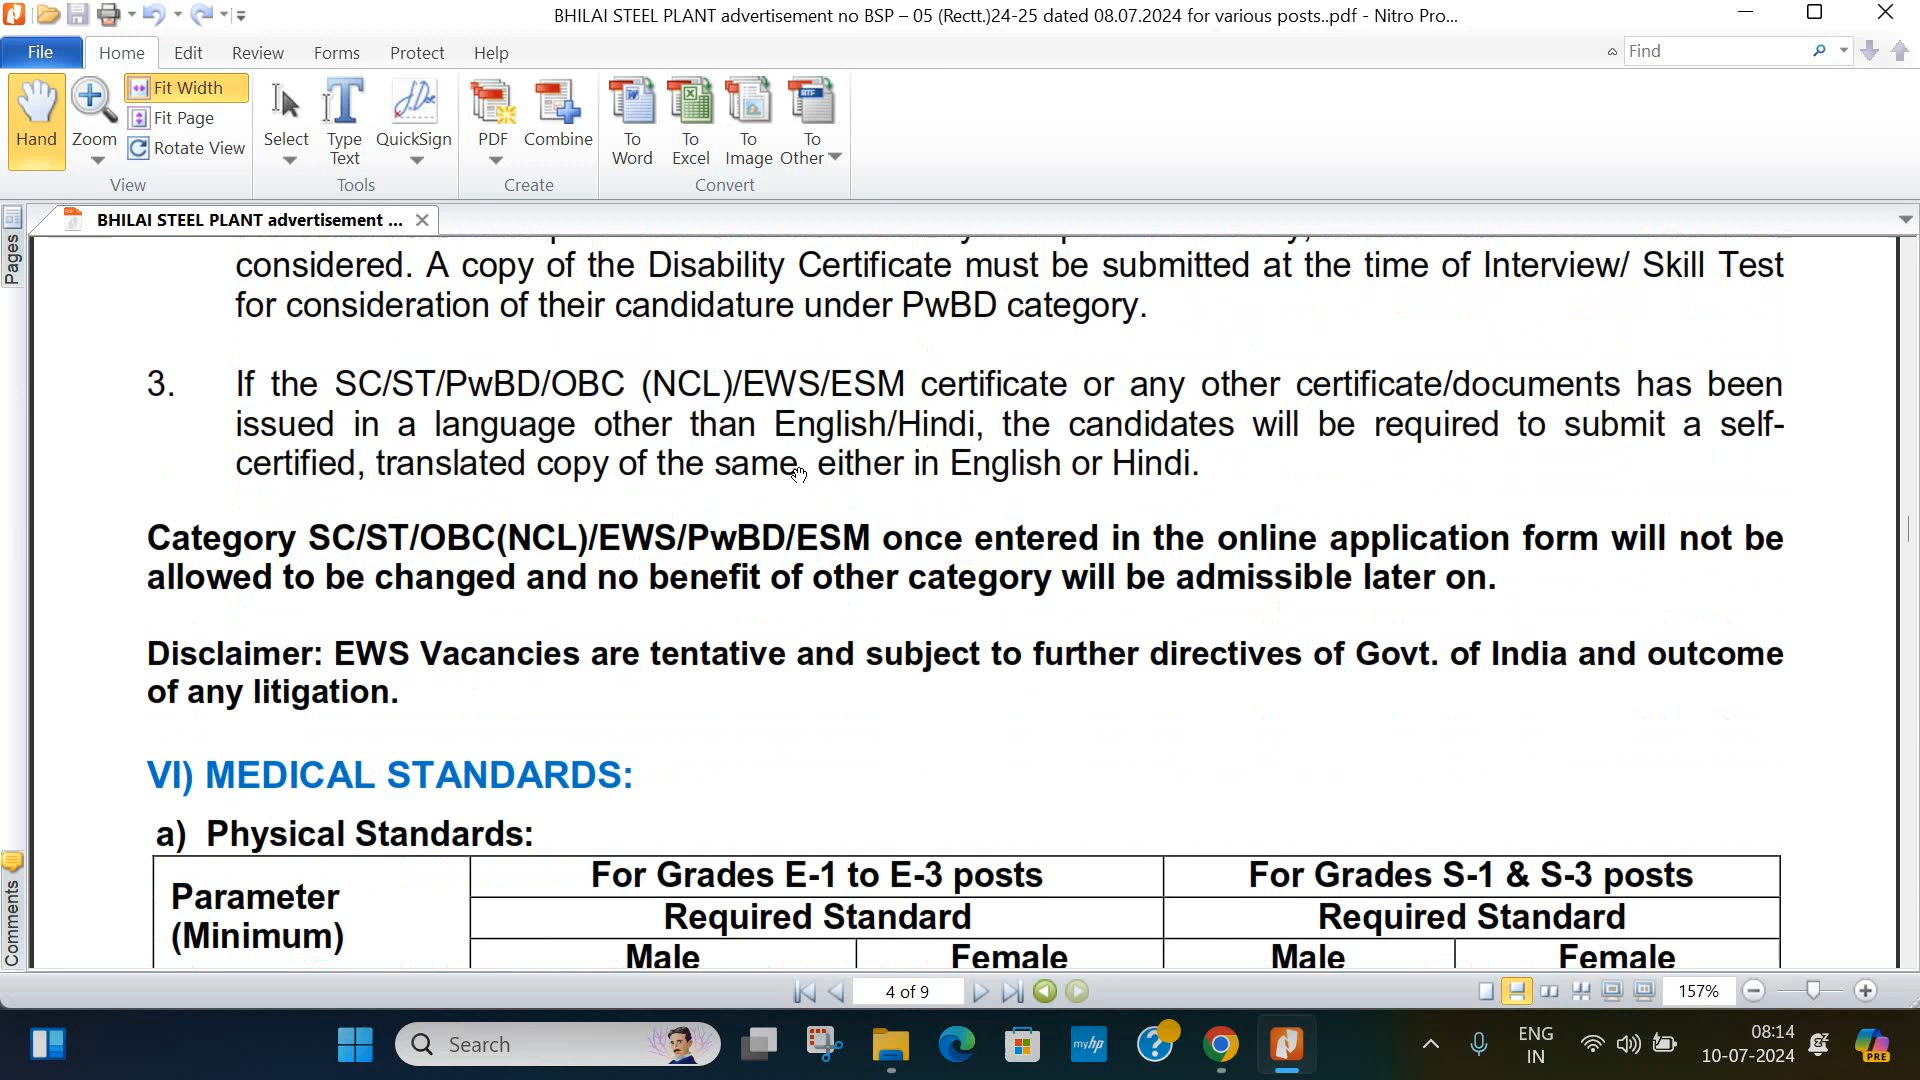 BHILAI STEEL PLANT advertisement no BSP – 05 (Rectt.)24-25 dated 08.07.2024 for various posts..pdf - Nitro Pro...
File Home Edit Review Forms Protect Help
Find
Hand
Zoom
Fit Width
Fit Page
Rotate View
View
Select
Type Text
QuickSign
Tools
PDF
Combine
Create
To Word
To Excel
To Image
To Other
Convert
BHILAI STEEL PLANT advertisement ...
Pages
Comments
considered. A copy of the Disability Certificate must be submitted at the time of Interview/ Skill Test
for consideration of their candidature under PwBD category.
3. If the SC/ST/PwBD/OBC (NCL)/EWS/ESM certificate or any other certificate/documents has been
issued in a language other than English/Hindi, the candidates will be required to submit a self-
certified, translated copy of the same, either in English or Hindi.
Category SC/ST/OBC(NCL)/EWS/PwBD/ESM once entered in the online application form will not be
allowed to be changed and no benefit of other category will be admissible later on.
Disclaimer: EWS Vacancies are tentative and subject to further directives of Govt. of India and outcome
of any litigation.
VI) MEDICAL STANDARDS:
a) Physical Standards:
Parameter (Minimum)
For Grades E-1 to E-3 posts For Grades S-1 & S-3 posts
Required Standard Required Standard
Male Female Male Female
4 of 9
157%
Search
myhp
ENG
IN
08:14
10-07-2024
PRE